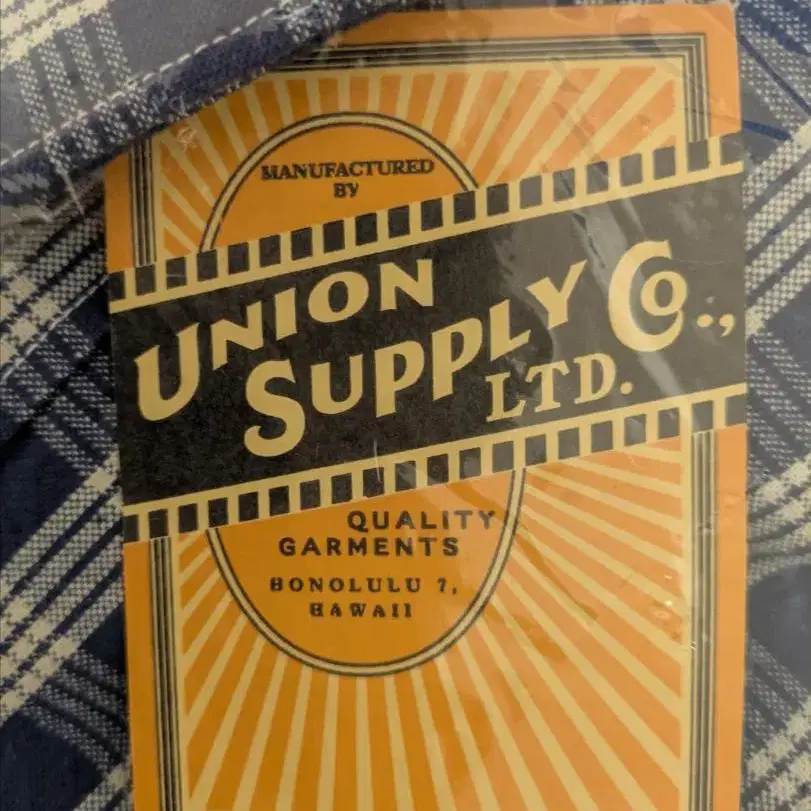 MANUFACTURED
BY
UNION
SUPPLY CO.,
LTD.
QUALITY
GARMENTS
HONOLULU 7,
HAWAII